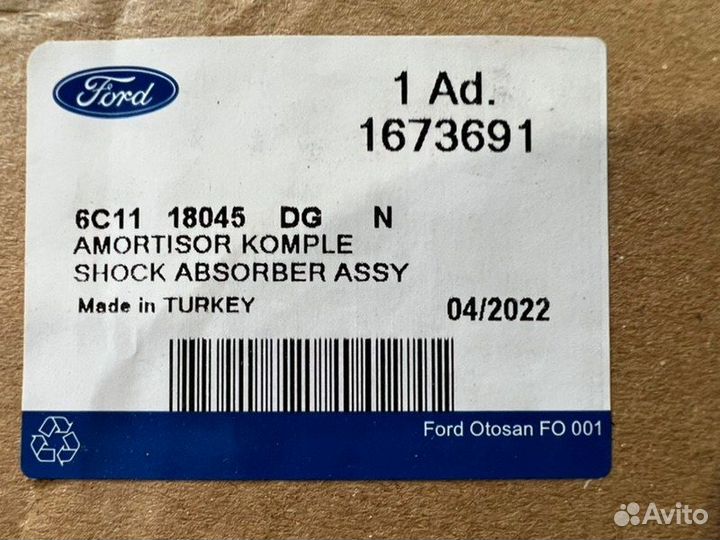 Ford
1 Ad.
1673691
6C11 18045 DG N
AMORTISOR KOMPLE
SHOCK ABSORBER ASSY
Made in TURKEY
04/2022
Ford Otosan FO 001
Avito